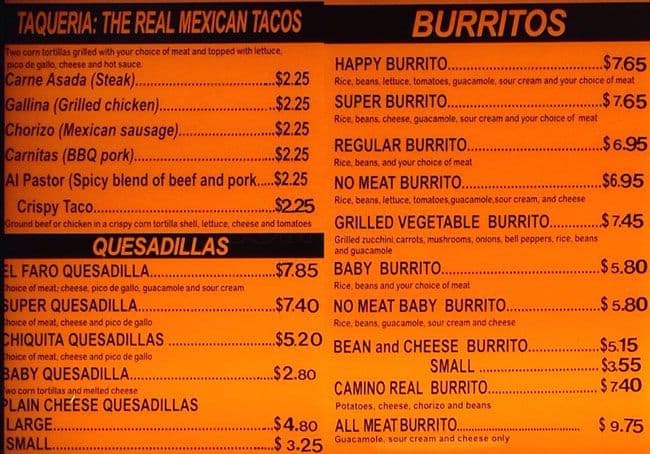 TAQUERIA: THE REAL MEXICAN TACOS
Two corn tortillas grilled with your choice of meat and topped with lettuce,
pico de gallo, cheese and hot sauce.
Carne Asada (Steak)..............................$2.25
Gallina (Grilled chicken)..........................$2.25
Chorizo (Mexican sausage).....................$2.25
Carnitas (BBQ pork)................................$2.25
Al Pastor (Spicy blend of beef and pork....$2.25
Crispy Taco.......................................$2.25
Ground beef or chicken in a crispy corn tortilla shell, lettuce, cheese and tomatoes
QUESADILLAS
EL FARO QUESADILLA..........................$7.85
choice of meat, cheese, pico de gallo, guacamole and sour cream
SUPER QUESADILLA.............................$7.40
choice of meat, cheese and pico de gallo
CHIQUITA QUESADILLAS ......................$5.20
choice of meat, cheese and pico de gallo
BABY QUESADILLA..............................$2.80
two corn tortillas and melted cheese
PLAIN CHEESE QUESADILLAS
LARGE................................................$4.80
SMALL................................................$ 3.25
BURRITOS
HAPPY BURRITO................................$7.65
Rice, beans, lettuce, tomatoes, guacamole, sour cream and your choice of meat
SUPER BURRITO................................$7.65
Rice, beans, cheese, guacamole, sour cream and your choice of meat
REGULAR BURRITO............................$6.95
Rice, beans, and your choice of meat
NO MEAT BURRITO.............................$6.95
Rice, beans, lettuce, tomatoes,guacamole,sour cream, and cheese
GRILLED VEGETABLE BURRITO............$7.45
Grilled zucchini,carrots, mushrooms, onions, bell peppers, rice, beans
and guacamole
BABY BURRITO..................................$5.80
Rice, beans and your choice of meat
NO MEAT BABY BURRITO.....................$ 5.80
Rice, beans, guacamole, sour cream and cheese
BEAN and CHEESE BURRITO................$5.15
SMALL ..............................$3.55
CAMINO REAL BURRITO......................$7.40
Potatoes, cheese, chorizo and beans
ALL MEAT BURRITO............................ $ 9.75
Guacamole, sour cream and cheese only